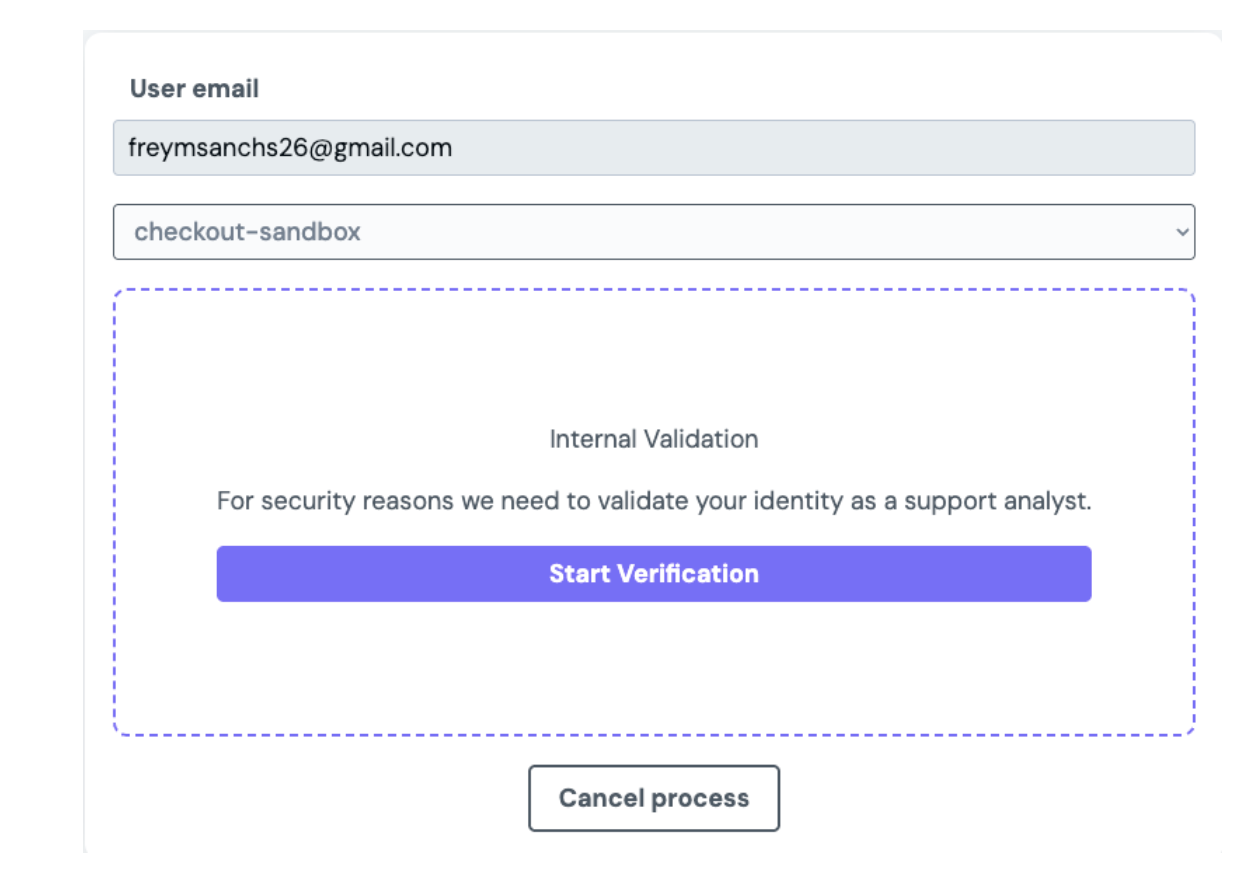 User email
freymsanchs26@gmail.com
checkout-sandbox
Internal Validation
For security reasons we need to validate your identity as a support analyst.
Start Verification
Cancel process